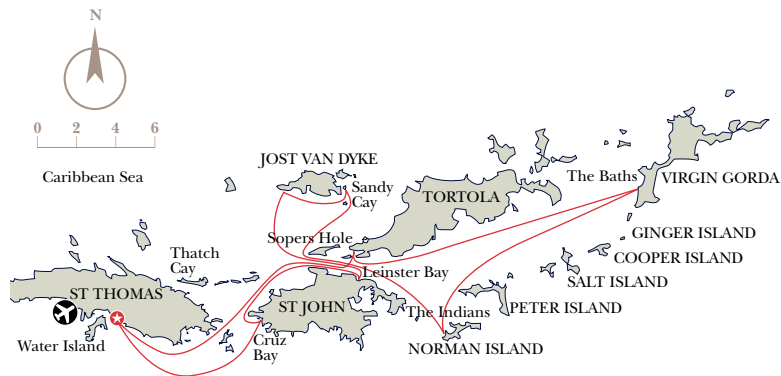 N
0 2 4 6
Caribbean Sea
JOST VAN DYKE
Sandy
Cay
TORTOLA
The Baths
VIRGIN GORDA
Sopers Hole
GINGER ISLAND
Thatch
Cay
COOPER ISLAND
Leinster Bay
SALT ISLAND
ST THOMAS
ST JOHN
The Indians
PETER ISLAND
Water Island
Cruz
Bay
NORMAN ISLAND